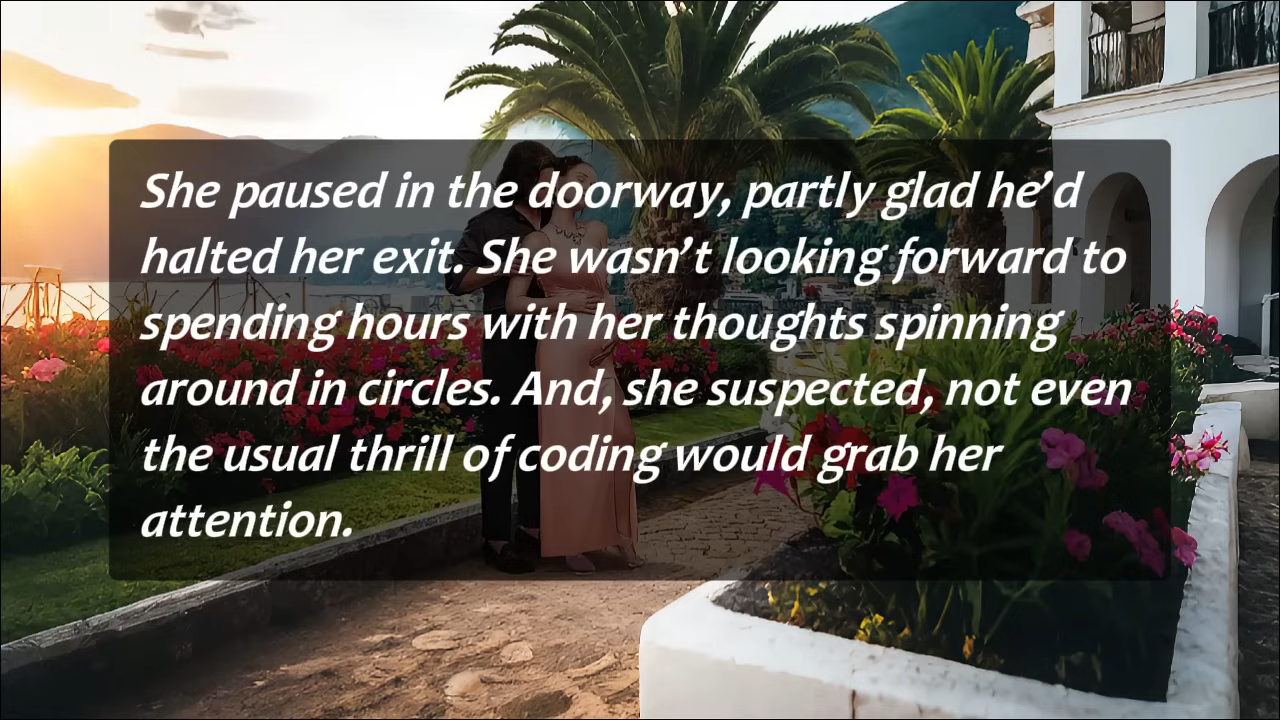 She paused in the doorway, partly glad he’d
halted her exit. She wasn’t looking forward to
spending hours with her thoughts spinning
around in circles. And, she suspected, not even
the usual thrill of coding would grab her
attention.